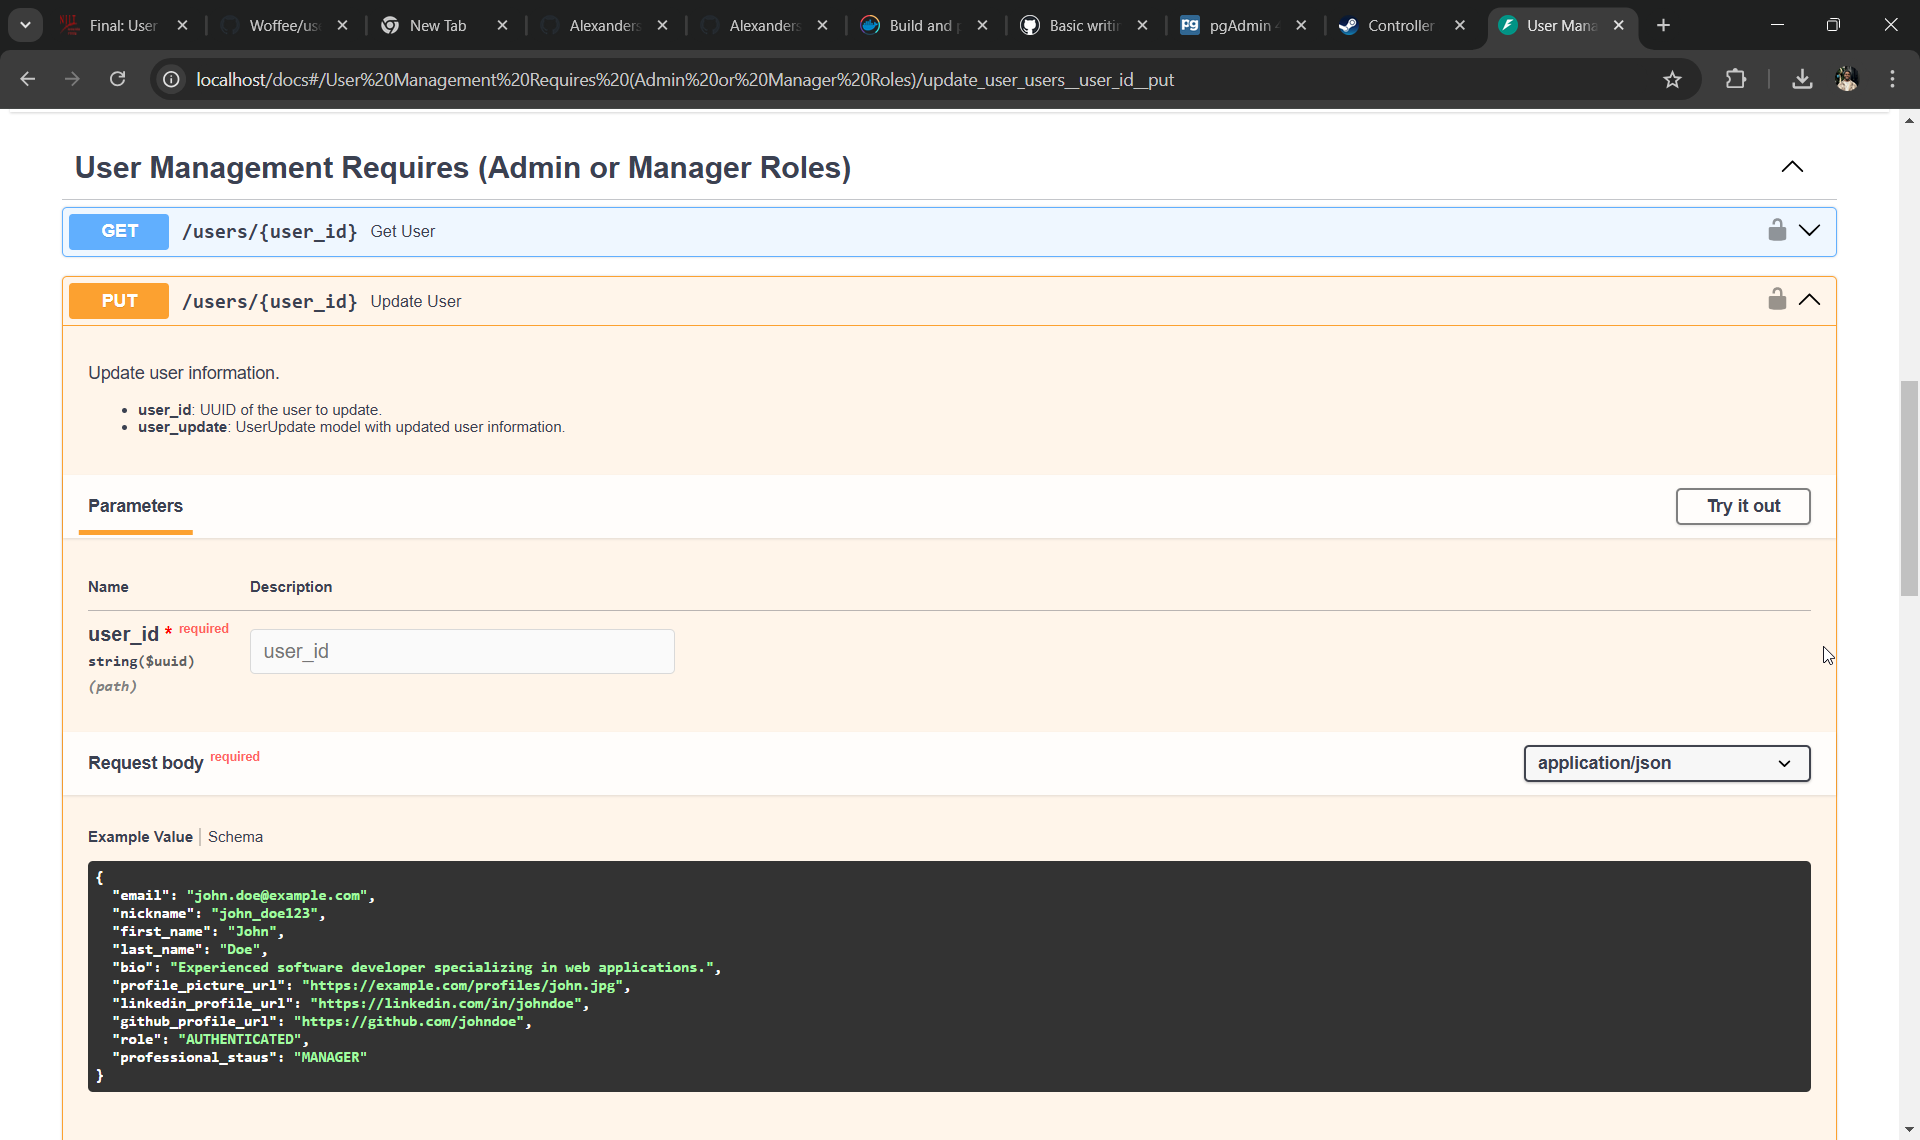 Final: User
Woffee/us
New Tab
Alexanders
Alexanders
Build and p
Basic writin
pgAdmin 4
Controller
User Mana
localhost/docs#/User%20Management%20Requires%20(Admin%20or%20Manager%20Roles)/update_user_users__user_id__put
User Management Requires (Admin or Manager Roles)
GET /users/{user_id} Get User
PUT /users/{user_id} Update User
Update user information.
• user_id: UUID of the user to update.
• user_update: UserUpdate model with updated user information.
Parameters
Try it out
Name Description
user_id * required
string($uuid)
(path)
user_id
Request body required
application/json
Example Value | Schema
{
  "email": "john.doe@example.com",
  "nickname": "john_doe123",
  "first_name": "John",
  "last_name": "Doe",
  "bio": "Experienced software developer specializing in web applications.",
  "profile_picture_url": "https://example.com/profiles/john.jpg",
  "linkedin_profile_url": "https://linkedin.com/in/johndoe",
  "github_profile_url": "https://github.com/johndoe",
  "role": "AUTHENTICATED",
  "professional_staus": "MANAGER"
}